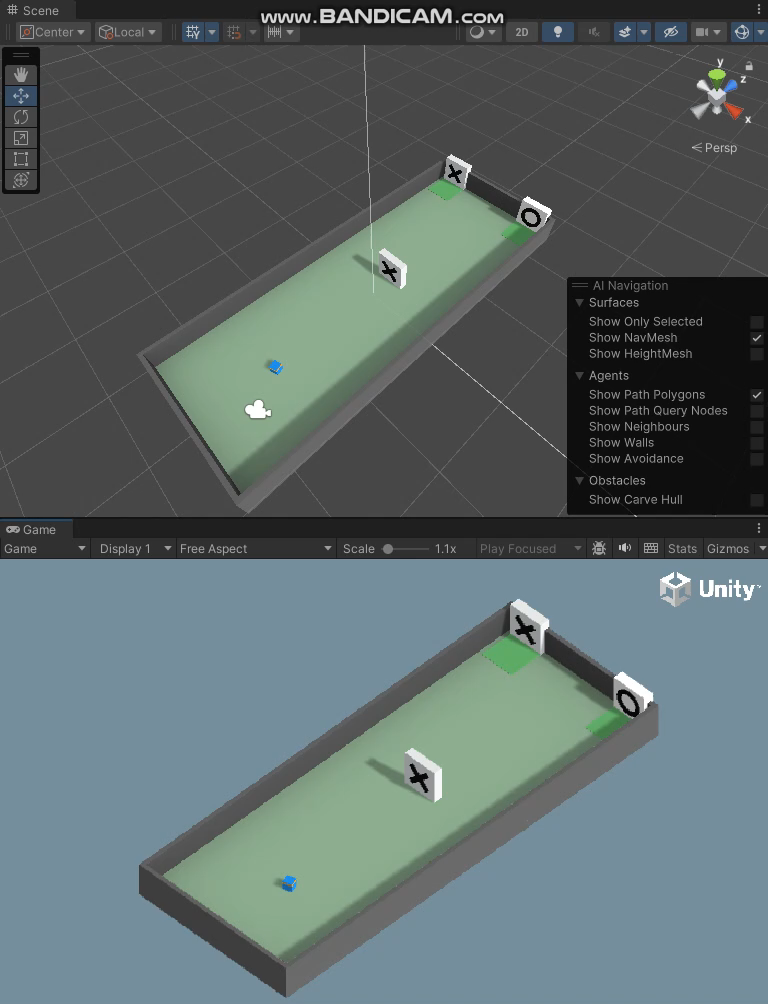 www.BANDICAM.com
Scene
Center
Local
2D
y
z
x
Persp
AI Navigation
Surfaces
Show Only Selected
Show NavMesh
Show HeightMesh
Agents
Show Path Polygons
Show Path Query Nodes
Show Neighbours
Show Walls
Show Avoidance
Obstacles
Show Carve Hull
Game
Game Display 1 Free Aspect Scale 1.1x Play Focused Stats Gizmos
Unity